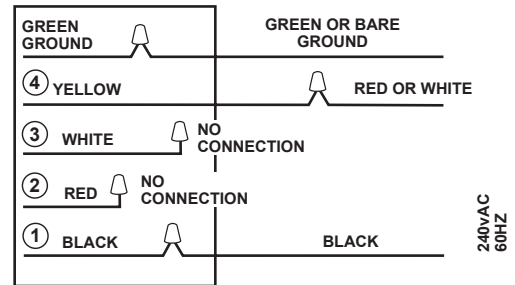 GREEN
GROUND
GREEN OR BARE
GROUND
4 YELLOW
RED OR WHITE
3 WHITE
NO
CONNECTION
2 RED
NO
CONNECTION
1 BLACK
BLACK
240vAC
60HZ